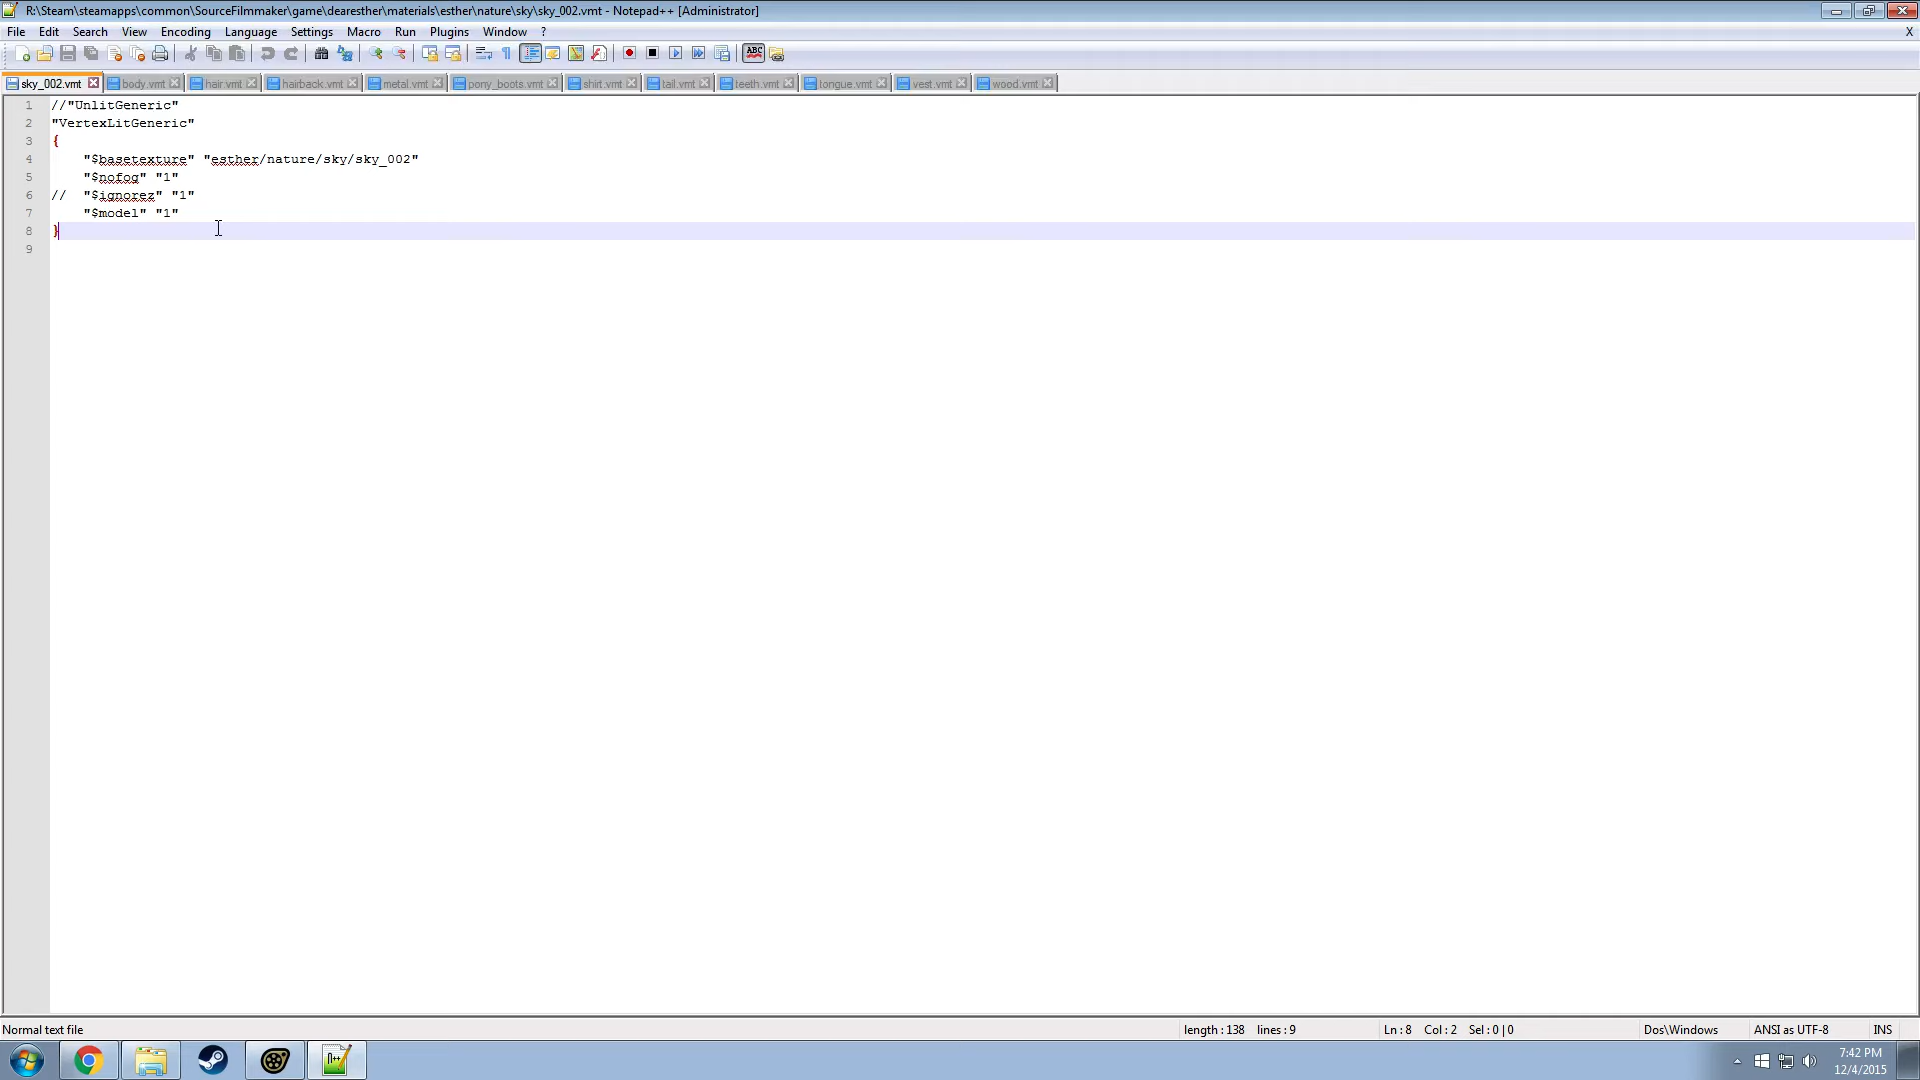 R:\Steam\steamapps\common\SourceFilmmaker\game\dearesther\materials\esther\nature\sky\sky_002.vmt - Notepad++ [Administrator]
File Edit Search View Encoding Language Settings Macro Run Plugins Window ? X
ABC
sky_002.vmt body.vmt hair.vmt hairback.vmt metal.vmt pony_boots.vmt shirt.vmt tail.vmt teeth.vmt tongue.vmt vest.vmt wood.vmt
1 //"UnlitGeneric"
2 "VertexLitGeneric"
3 {
4 "$basetexture" "esther/nature/sky/sky_002"
5 "$nofog" "1"
6 // "$ignorez" "1"
7 "$model" "1"
8 }
9
Normal text file length : 138 lines : 9 Ln : 8 Col : 2 Sel : 0 | 0 Dos\Windows ANSI as UTF-8 INS
7:42 PM
12/4/2015